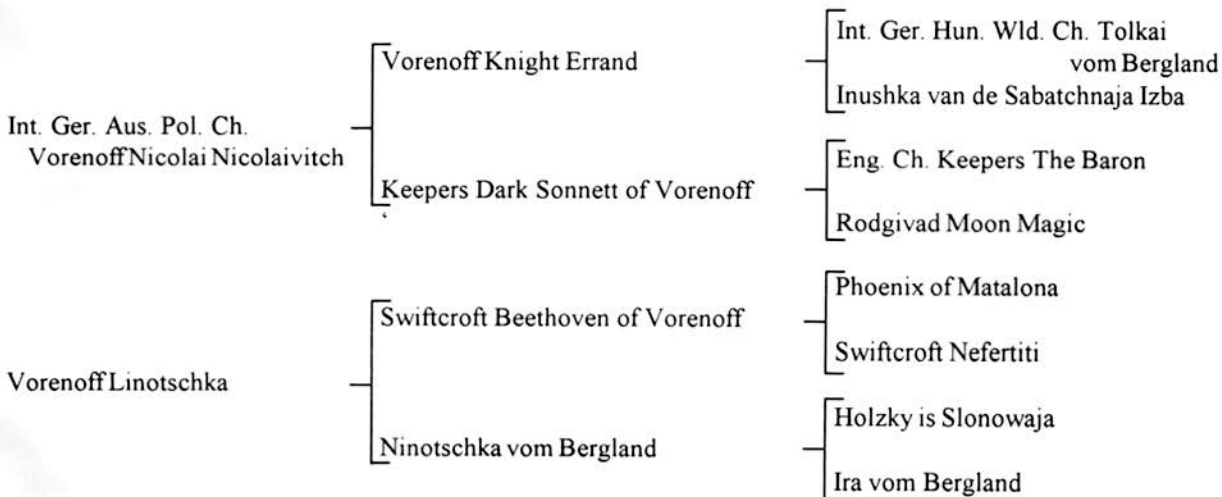 Int. Ger. Aus. Pol. Ch.
Vorenoff Nicolai Nicolaivitch
Vorenoff Knight Errand
Int. Ger. Hun. Wld. Ch. Tolkai
vom Bergland
Inushka van de Sabatchnaja Izba
Keepers Dark Sonnett of Vorenoff
Eng. Ch. Keepers The Baron
Rodgivad Moon Magic
Vorenoff Linotschka
Swiftcroft Beethoven of Vorenoff
Phoenix of Matalona
Swiftcroft Nefertiti
Ninotschka vom Bergland
Holzky is Slonowaja
Ira vom Bergland